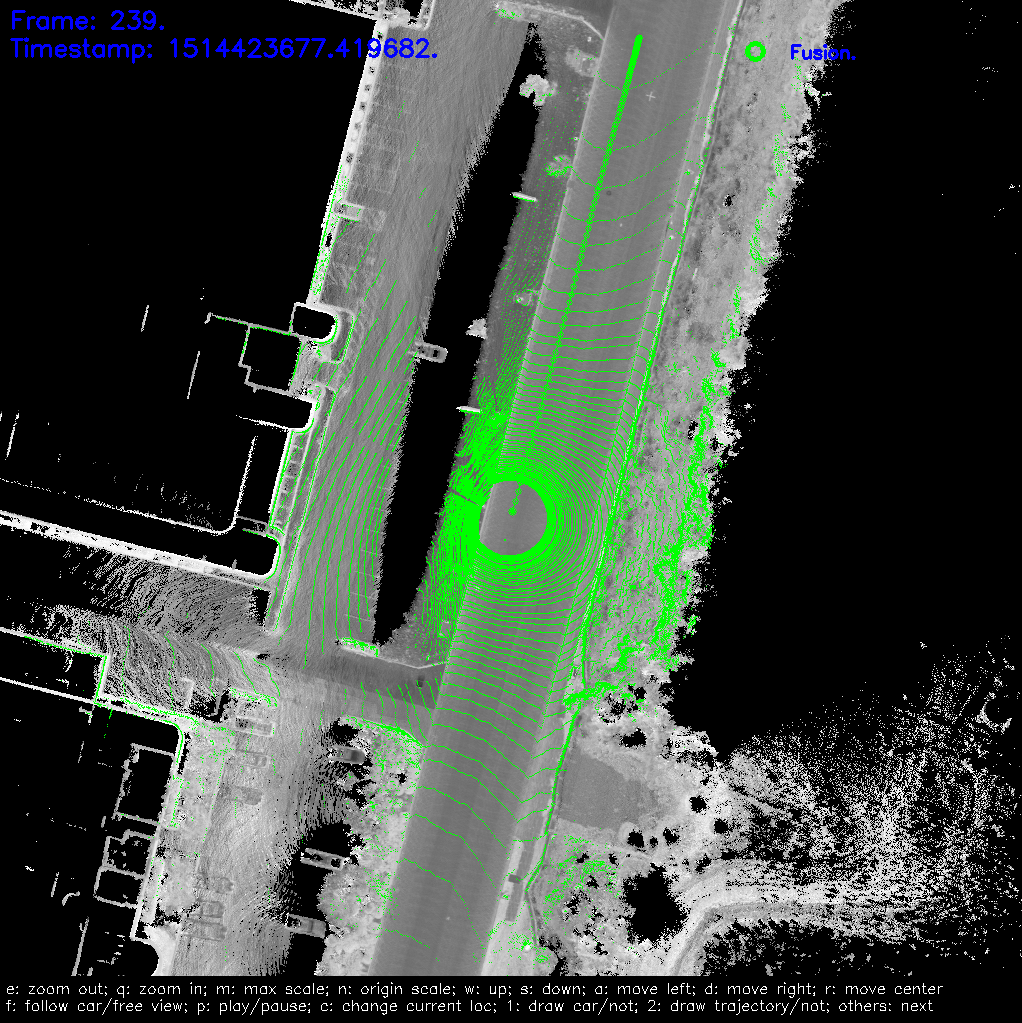 Frame: 239.
Timestamp: 1514423677.419682.
Fusion.
e: zoom out; q: zoom in; m: max scale; n: origin scale; w: up; s: down; a: move left; d: move right; r: move center
f: follow car/free view; p: play/pause; c: change current loc; 1: draw car/not; 2: draw trajectory/not; others: next